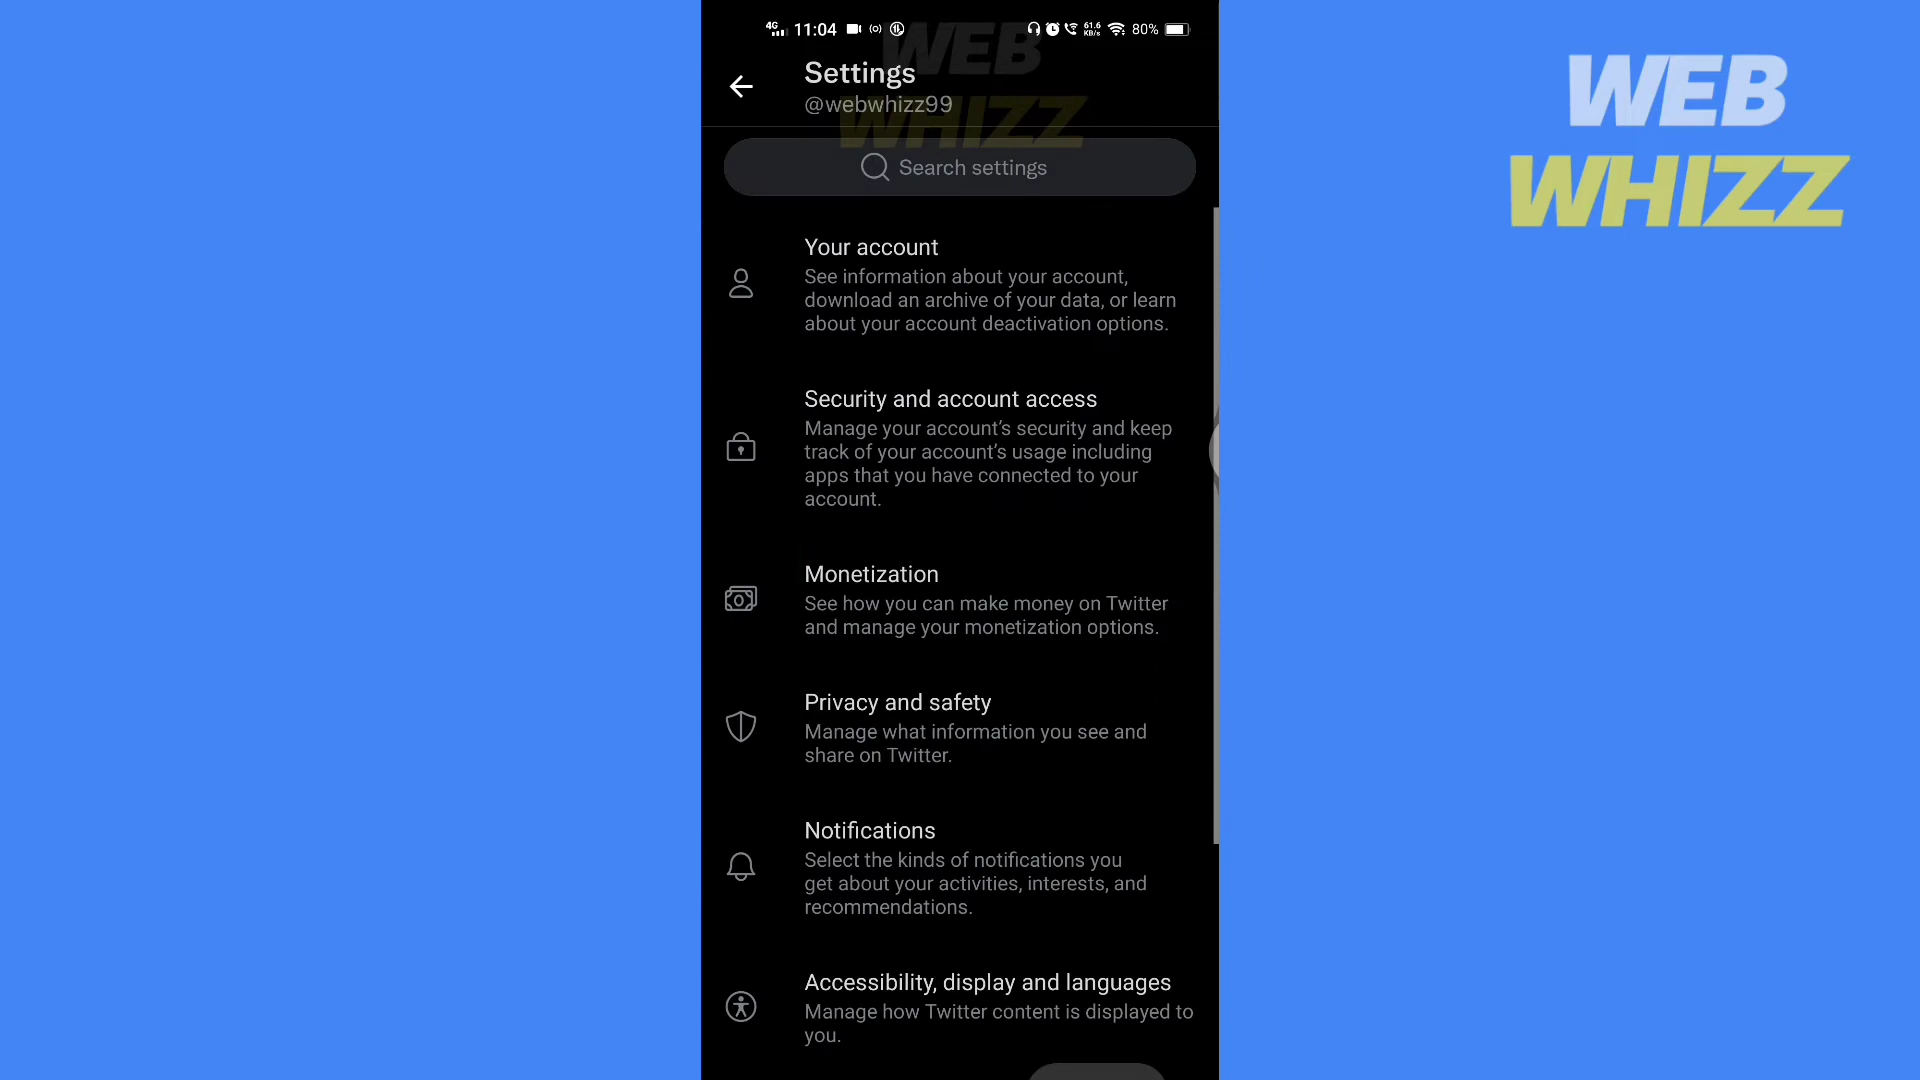 4G 11:04 61.6 KB/s 80%
Settings
@webwhizz99
WEB
WHIZZ
Search settings
Your account
See information about your account,
download an archive of your data, or learn
about your account deactivation options.
Security and account access
Manage your account’s security and keep
track of your account’s usage including
apps that you have connected to your
account.
Monetization
See how you can make money on Twitter
and manage your monetization options.
Privacy and safety
Manage what information you see and
share on Twitter.
Notifications
Select the kinds of notifications you
get about your activities, interests, and
recommendations.
Accessibility, display and languages
Manage how Twitter content is displayed to
you.
WEB
WHIZZ